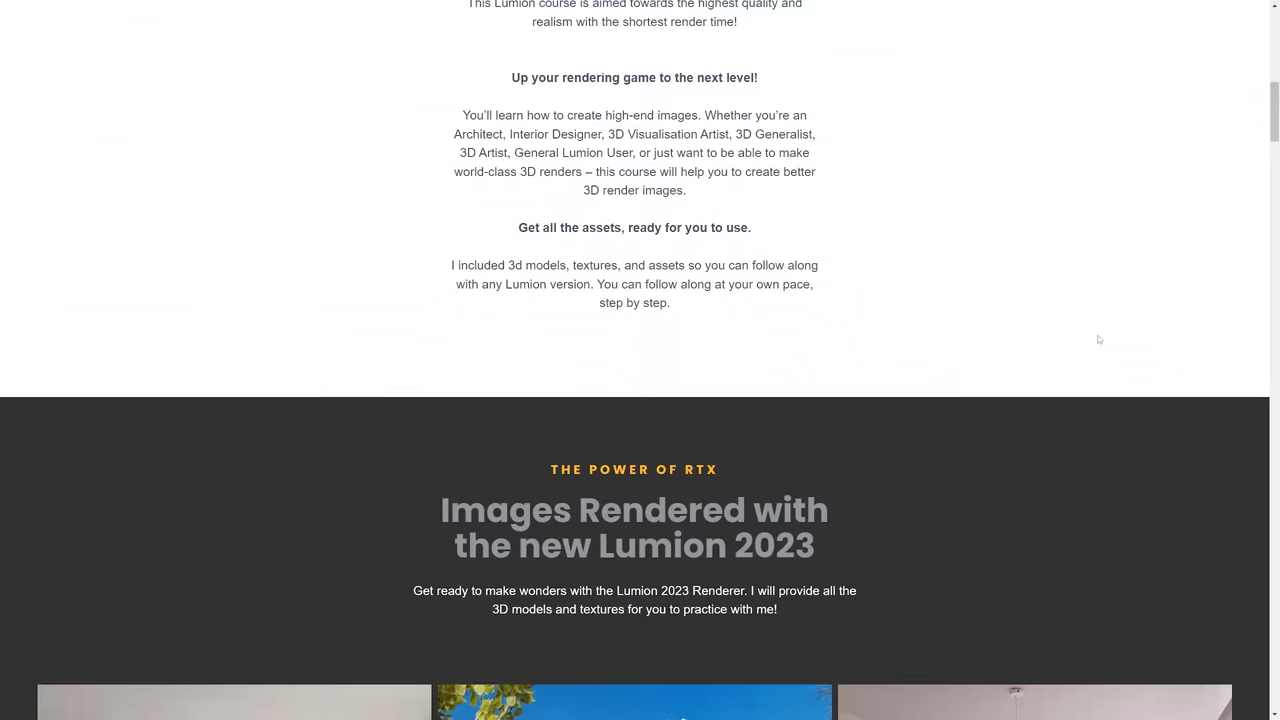 This Lumion course is aimed towards the highest quality and
realism with the shortest render time!
Up your rendering game to the next level!
You'll learn how to create high-end images. Whether you're an
Architect, Interior Designer, 3D Visualisation Artist, 3D Generalist,
3D Artist, General Lumion User, or just want to be able to make
world-class 3D renders – this course will help you to create better
3D render images.
Get all the assets, ready for you to use.
I included 3d models, textures, and assets so you can follow along
with any Lumion version. You can follow along at your own pace,
step by step.
THE POWER OF RTX
Images Rendered with
the new Lumion 2023
Get ready to make wonders with the Lumion 2023 Renderer. I will provide all the
3D models and textures for you to practice with me!